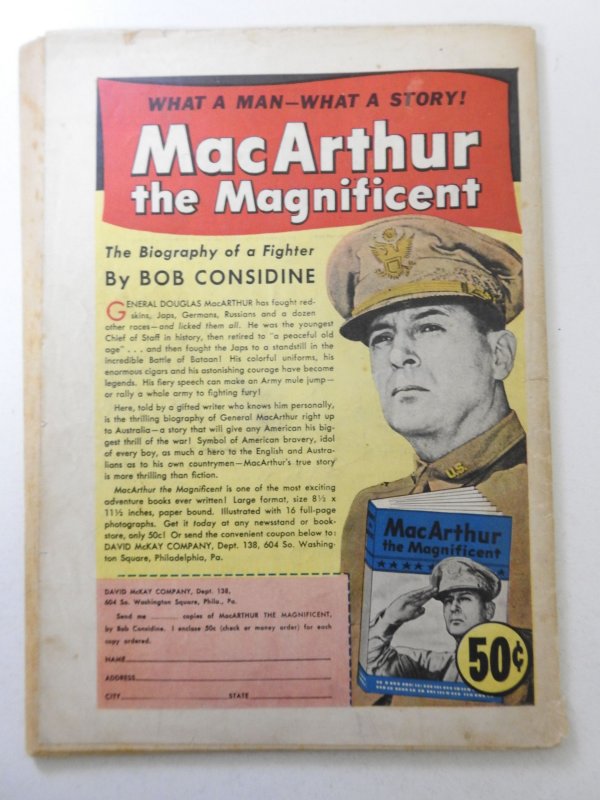 WHAT A MAN—WHAT A STORY!
MacArthur
the Magnificent
The Biography of a Fighter
By BOB CONSIDINE
GENERAL DOUGLAS MacARTHUR has fought red-
skins, Japs, Germans, Russians and a dozen
other races—and licked them all. He was the youngest
Chief of Staff in history, then retired to "a peaceful old
age" . . . and then fought the Japs to a standstill in the
incredible Battle of Bataan! His colorful uniforms, his
enormous cigars and his astonishing courage have become
legends. His fiery speech can make an Army mule jump—
or rally a whole army to fighting fury!
Here, told by a gifted writer who knows him personally,
is the thrilling biography of General MacArthur right up
to Australia—a story that will give any American his big-
gest thrill of the war! Symbol of American bravery, idol
of every boy, as much a hero to the English and Austra-
lians as to his own countrymen—MacArthur's true story
is more thrilling than fiction.
MacArthur the Magnificent is one of the most exciting
adventure books ever written! Large format, size 8½ x
11½ inches, paper bound. Illustrated with 16 full-page
photographs. Get it today at any newsstand or book-
store, only 50c! Or send the convenient coupon below to:
DAVID McKAY COMPANY, Dept. 138, 604 So. Washing-
ton Square, Philadelphia, Pa.
U.S.
MacArthur
the Magnificent
50¢
DAVID McKAY COMPANY, Dept. 138,
604 So. Washington Square, Phila., Pa.
Send me ........ copies of MacARTHUR THE MAGNIFICENT,
by Bob Considine. I enclose 50c (check or money order) for each
copy ordered.
NAME
ADDRESS
CITY STATE